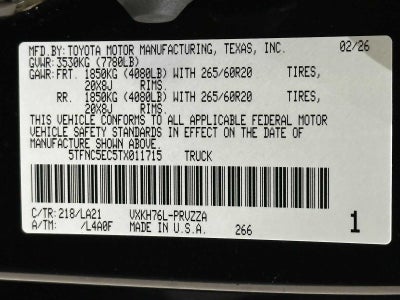 MFD.BY:TOYOTA MOTOR MANUFACTURING, TEXAS, INC. 02/26
GVWR:3530KG (7780LB)
GAWR:FRT. 1850KG (4080LB) WITH 265/60R20 TIRES,
20X8J RIMS.
RR. 1850KG (4080LB) WITH 265/60R20 TIRES,
20X8J RIMS.
THIS VEHICLE CONFORMS TO ALL APPLICABLE FEDERAL MOTOR
VEHICLE SAFETY STANDARDS IN EFFECT ON THE DATE OF
MANUFACTURE SHOWN ABOVE.
5TFNC5EC5TX011715 TRUCK
C/TR:218/LA21 VXKH76L-PRVZZA
A/TM: /L4A0F MADE IN U.S.A. 266 1